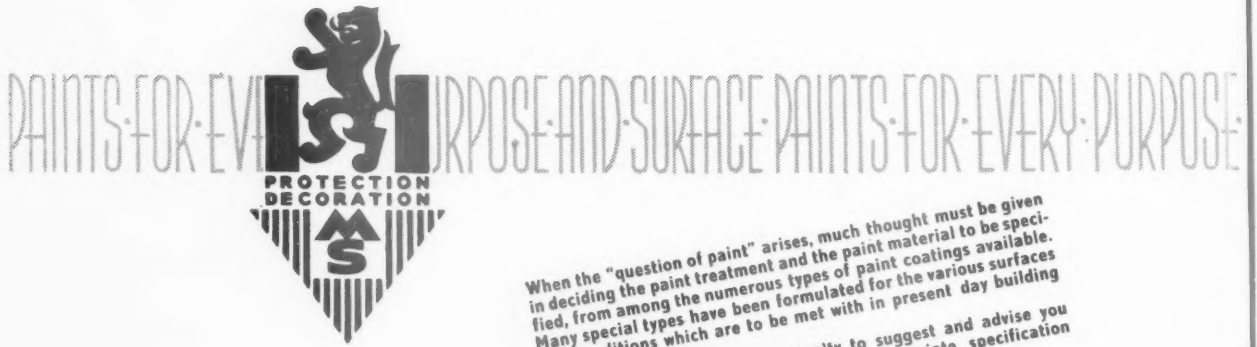 PAINTS·FOR·EV
URPOSE·AND·SURFACE·PAINTS·FOR·EVERY·PURPOSE·
PROTECTION
DECORATION
MS
When the "question of paint" arises, much thought must be given
in deciding the paint treatment and the paint material to be speci-
fied, from among the numerous types of paint coatings available.
Many special types have been formulated for the various surfaces
which are to be met with in present day building
to suggest and advise you
specification